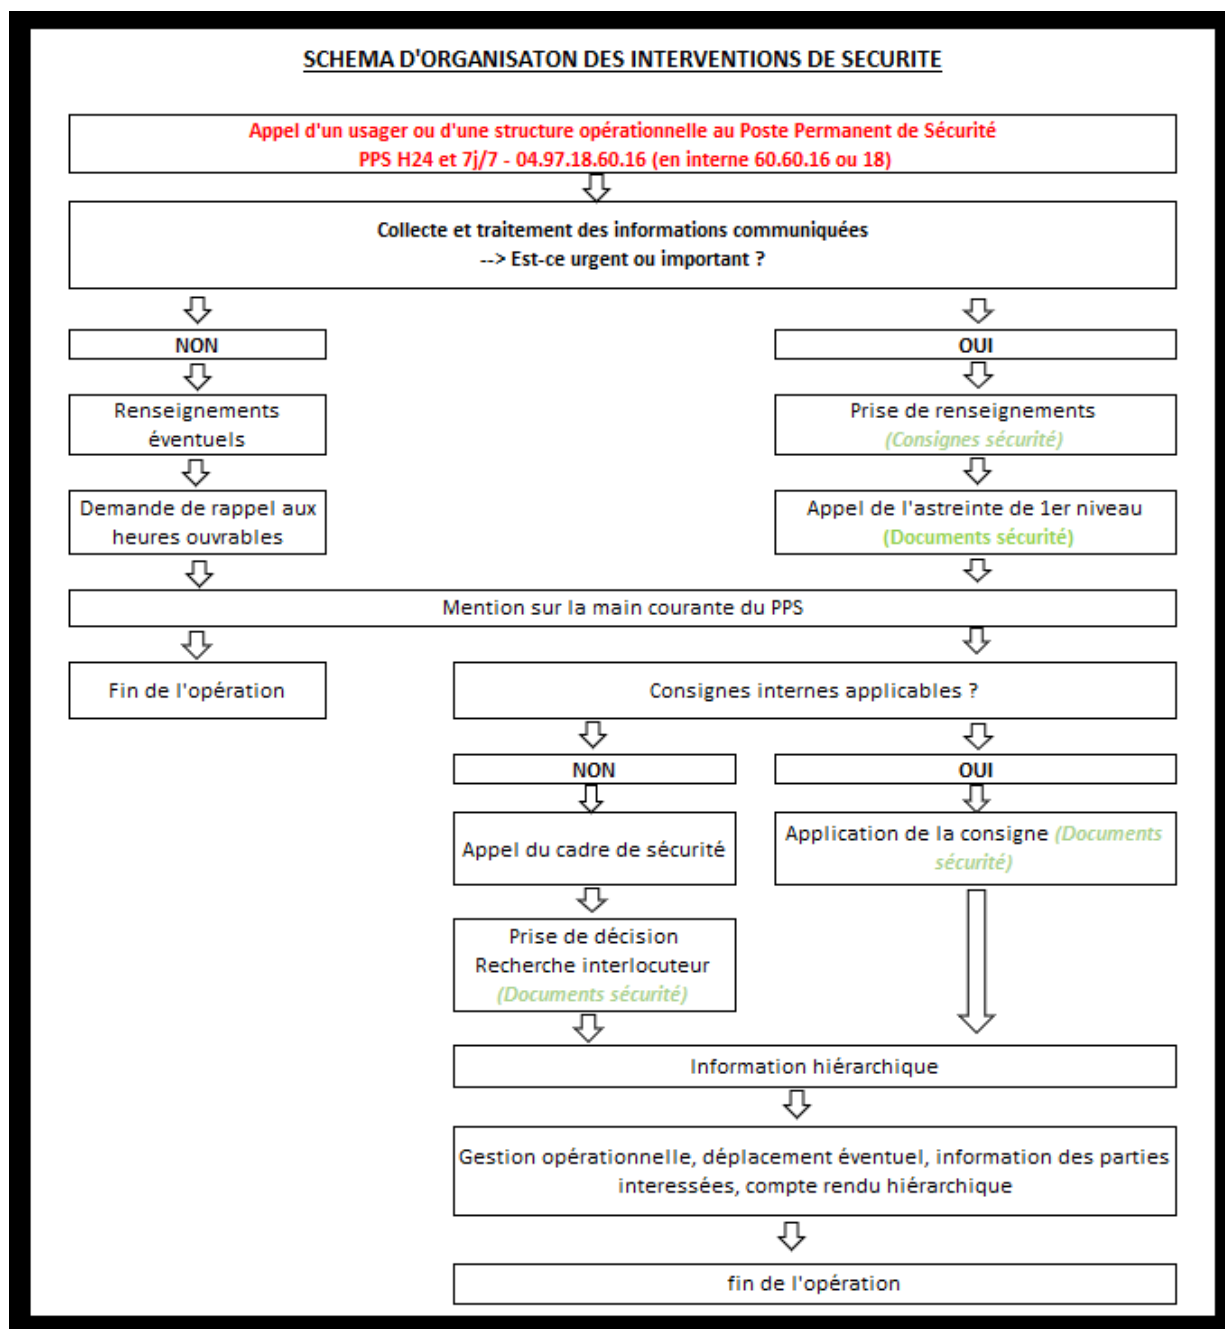 SCHEMA D'ORGANISATON DES INTERVENTIONS DE SECURITE
Appel d'un usager ou d'une structure opérationnelle au Poste Permanent de Sécurité
PPS H24 et 7j/7 - 04.97.18.60.16 (en interne 60.60.16 ou 18)
Collecte et traitement des informations communiquées
--> Est-ce urgent ou important ?
NON
OUI
Renseignements
éventuels
Prise de renseignements
(Consignes sécurité)
Demande de rappel aux
heures ouvrables
Appel de l'astreinte de 1er niveau
(Documents sécurité)
Mention sur la main courante du PPS
Fin de l'opération
Consignes internes applicables ?
NON
OUI
Appel du cadre de sécurité
Application de la consigne (Documents
sécurité)
Prise de décision
Recherche interlocuteur
(Documents sécurité)
Information hiérarchique
Gestion opérationnelle, déplacement éventuel, information des parties
interessées, compte rendu hiérarchique
fin de l'opération